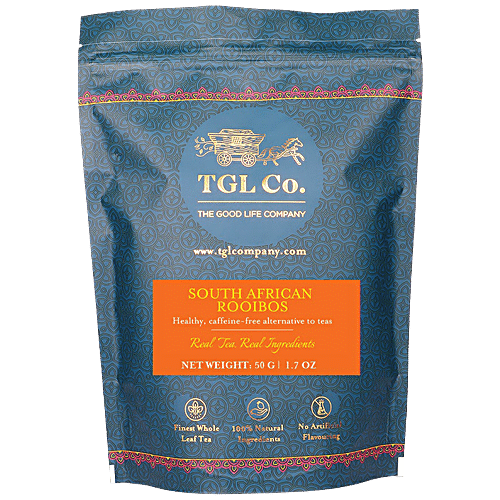 TGL Co.
THE GOOD LIFE COMPANY
www.tglcompany.com
SOUTH AFRICAN
ROOIBOS
Healthy, caffeine-free alternative to teas
Real Tea. Real Ingredients
NET WEIGHT: 50 G | 1.7 OZ
Finest Whole
Leaf Tea
100% Natural
Ingredients
No Artificial
Flavouring